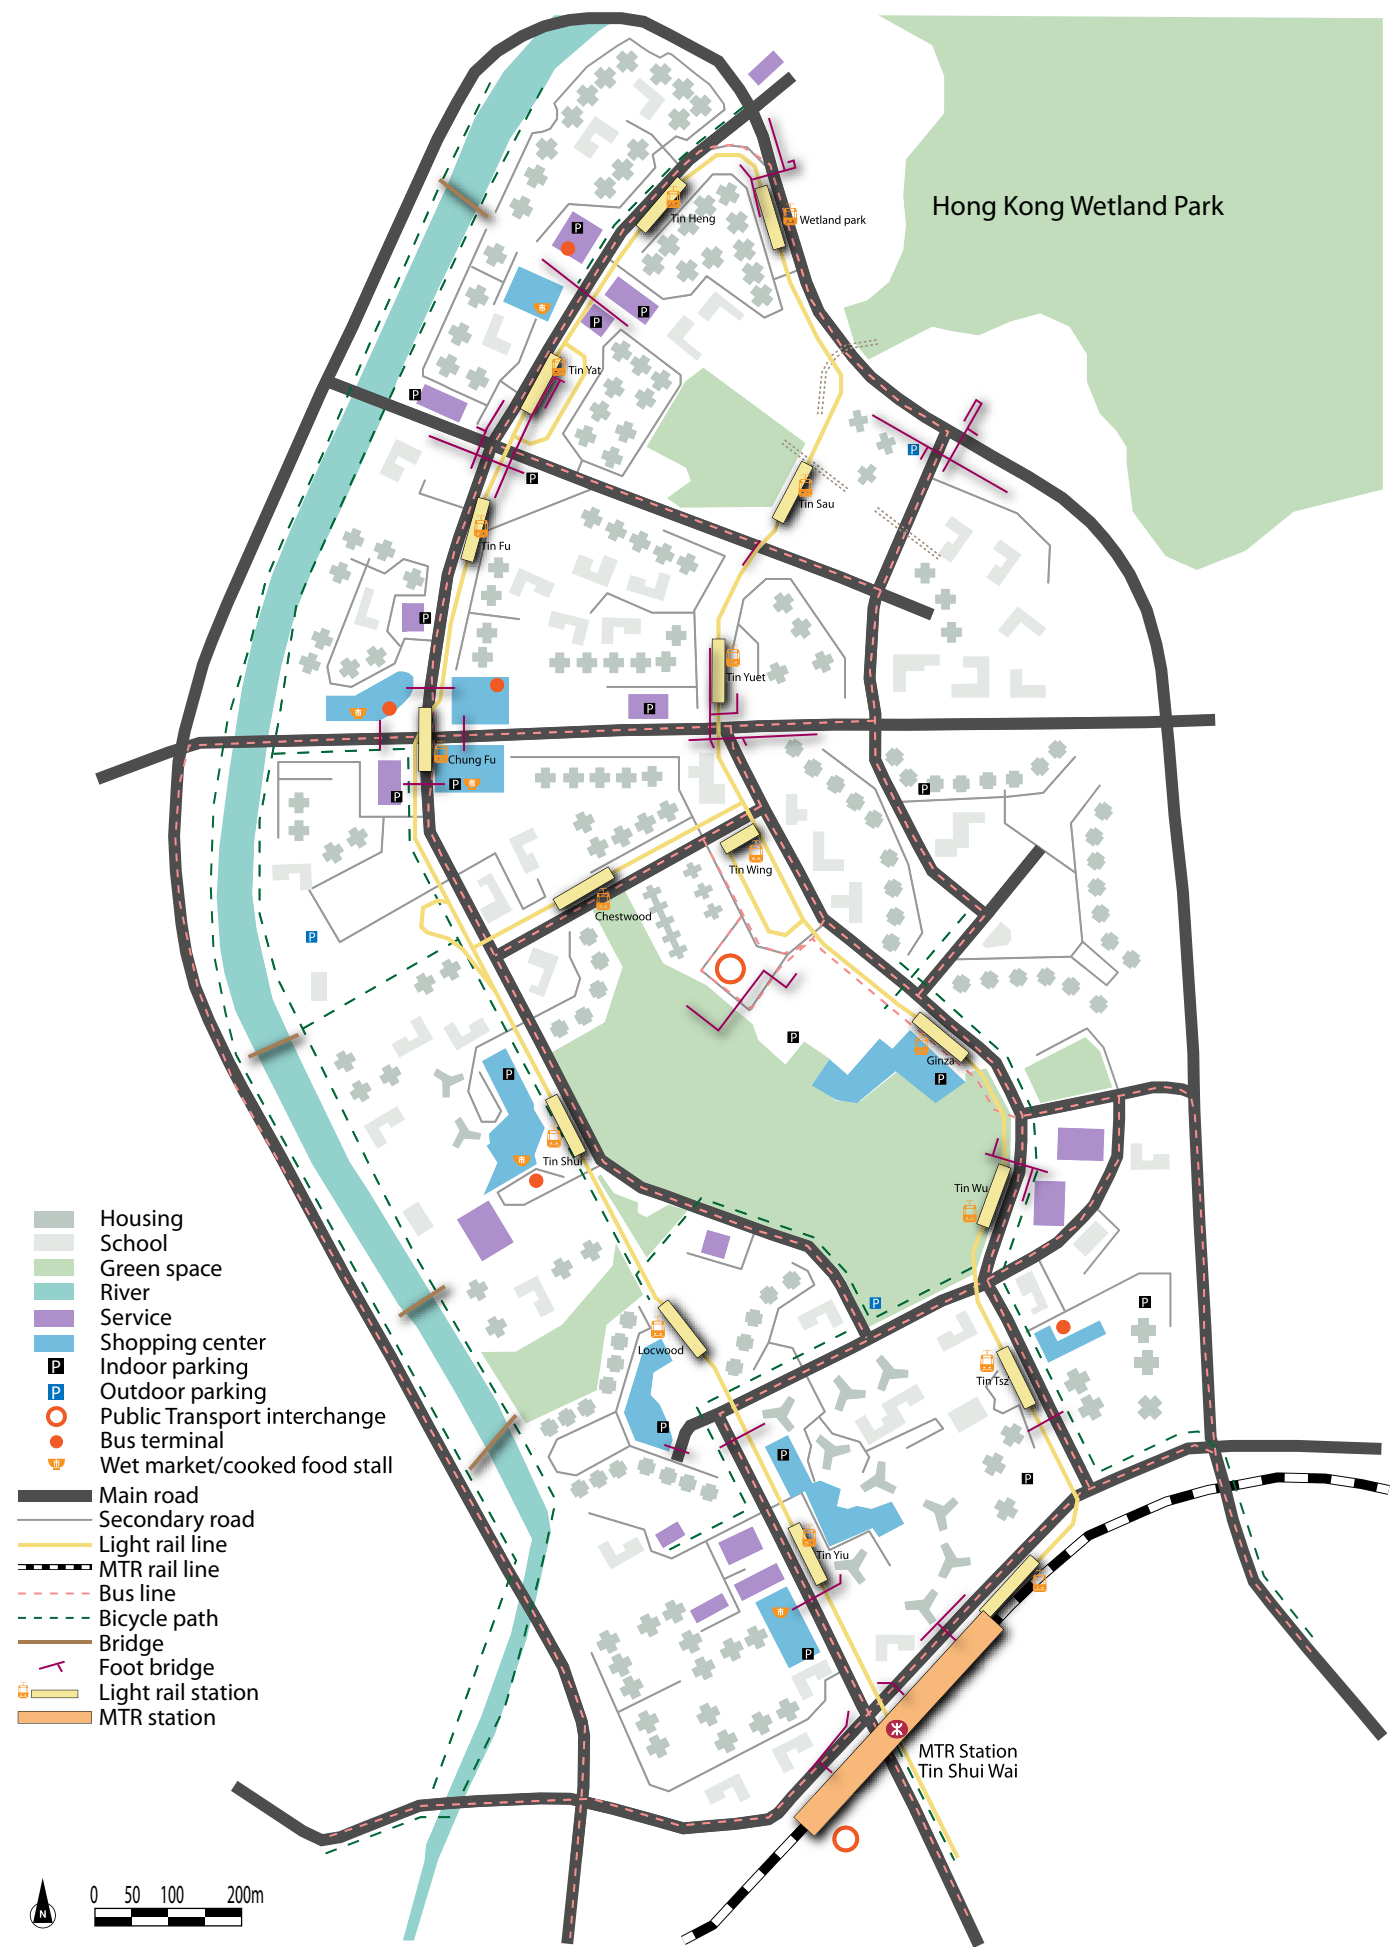 Hong Kong Wetland Park
Tin Heng
Wetland park
Tin Yat
Tin Sau
Tin Fu
Tin Yuet
Chung Fu
Tin Wing
Chestwood
Ginza
Tin Shui
Tin Wu
Locwood
Tin Tsz
Tin Yiu
MTR Station
Tin Shui Wai
Housing
School
Green space
River
Service
Shopping center
P Indoor parking
P Outdoor parking
Public Transport interchange
Bus terminal
市 Wet market/cooked food stall
Main road
Secondary road
Light rail line
MTR rail line
Bus line
Bicycle path
Bridge
Foot bridge
Light rail station
MTR station
N
0 50 100 200m